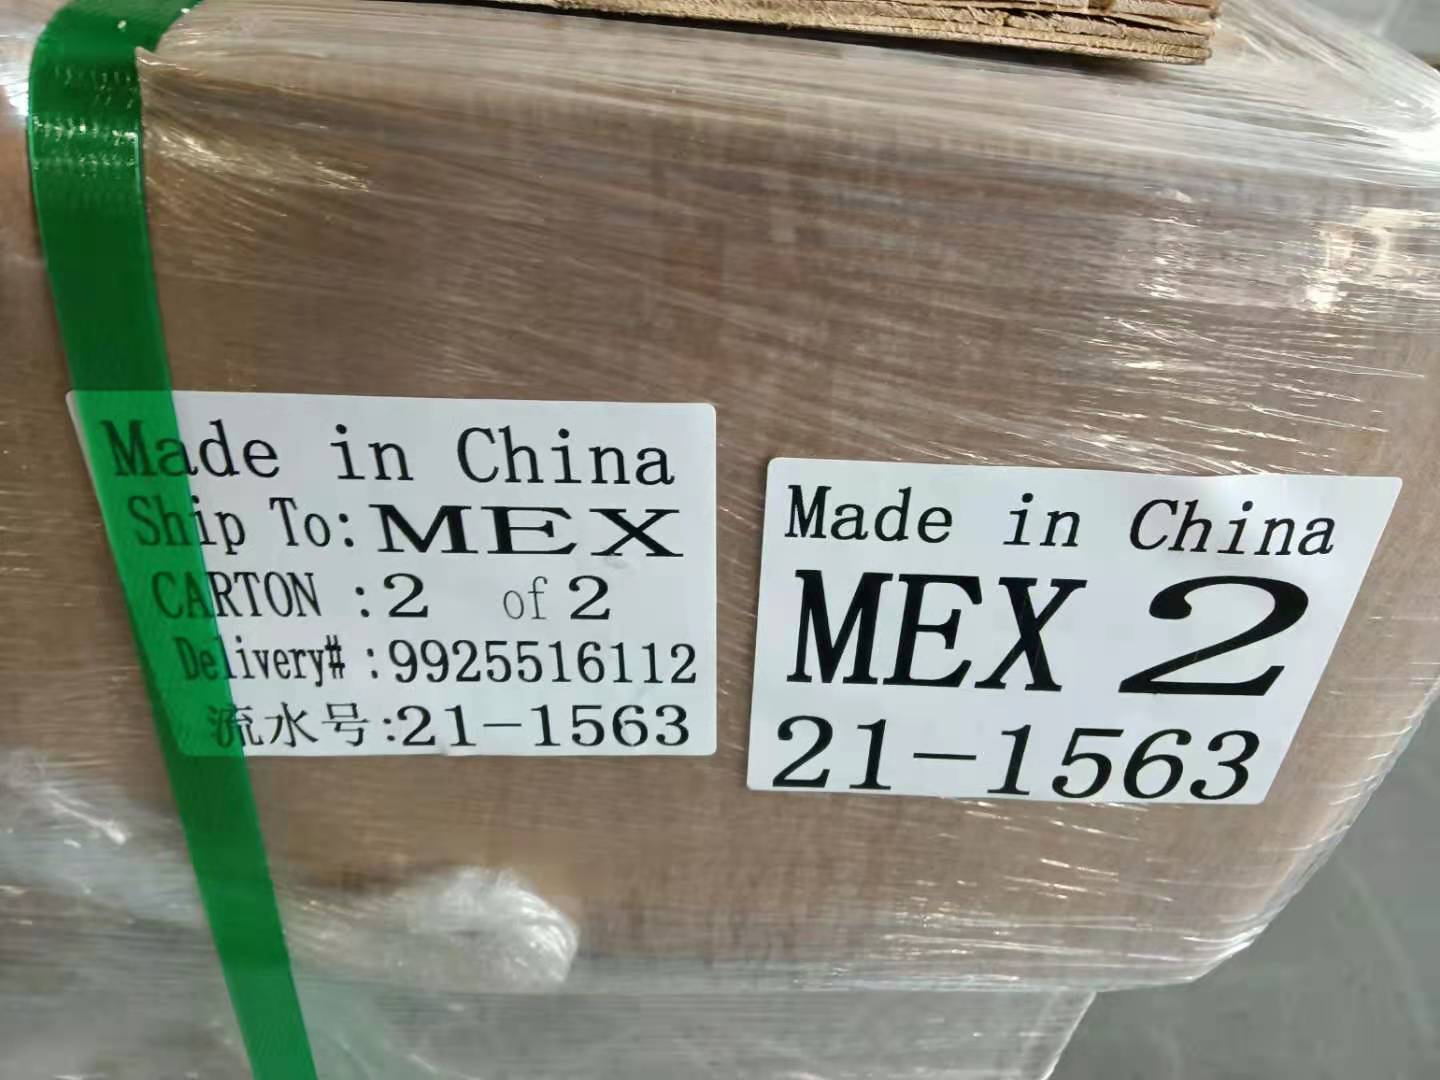 Made in China
Ship To:MEX
CARTON :2 of 2
Delivery# :9925516112
流水号:21-1563
Made in China
MEX 2
21-1563